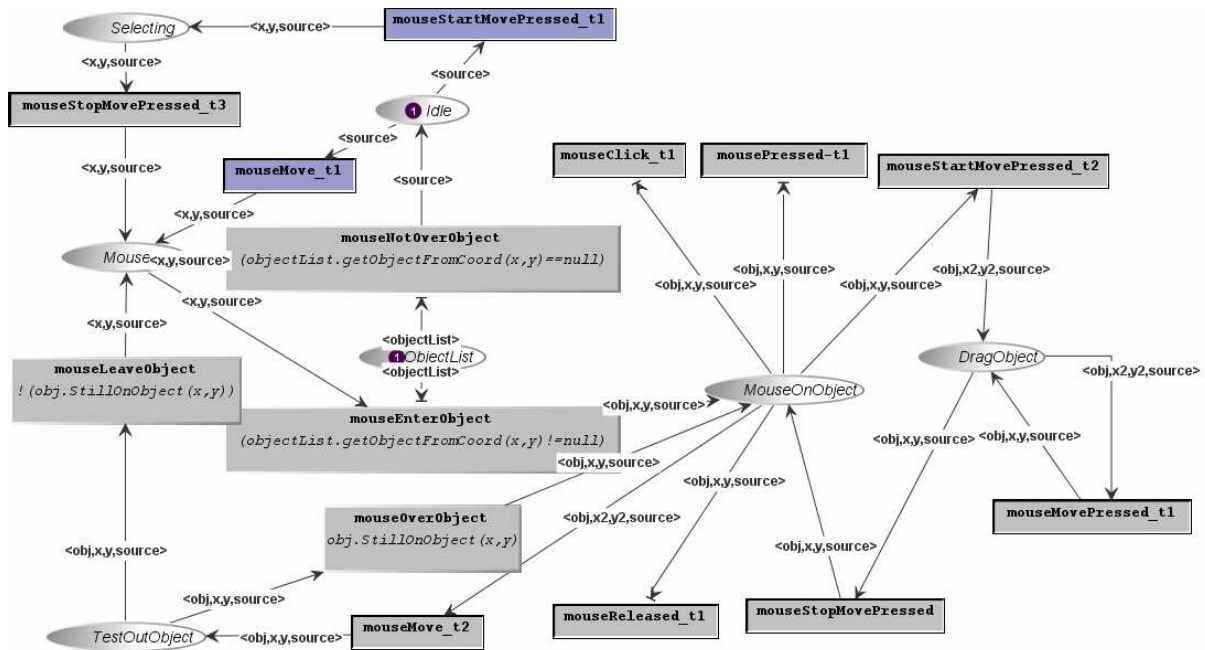 mouseStartMovePressed_t1
Selecting
<x,y,source>
<x,y,source>
<source>
mouseStopMovePressed_t3
1 Idle
<source>
<x,y,source>
mouseMove_t1
<source>
mouseClick_t1
mousePressed-t1
mouseStartMovePressed_t2
<x,y,source>
mouseNotOverObject
(objectList.getObjectFromCoord(x,y)==null)
Mouse
<x,y,source>
<obj,x,y,source>
<obj,x,y,source>
<obj,x,y,source>
<obj,x2,y2,source>
<x,y,source>
<x,y,source>
<objectList>
1 ObjectList
<objectList>
mouseLeaveObject
!(obj.StillOnObject(x,y))
DragObject
<obj,x2,y2,source>
MouseOnObject
mouseEnterObject
(objectList.getObjectFromCoord(x,y)!=null)
<obj,x,y,source>
<obj,x,y,source>
<obj,x,y,source>
<obj,x,y,source>
<obj,x,y,source>
mouseOverObject
obj.StillOnObject(x,y)
<obj,x2,y2,source>
mouseMovePressed_t1
<obj,x,y,source>
<obj,x,y,source>
<obj,x,y,source>
mouseReleased_t1
mouseStopMovePressed
TestOutObject
<obj,x,y,source>
mouseMove_t2